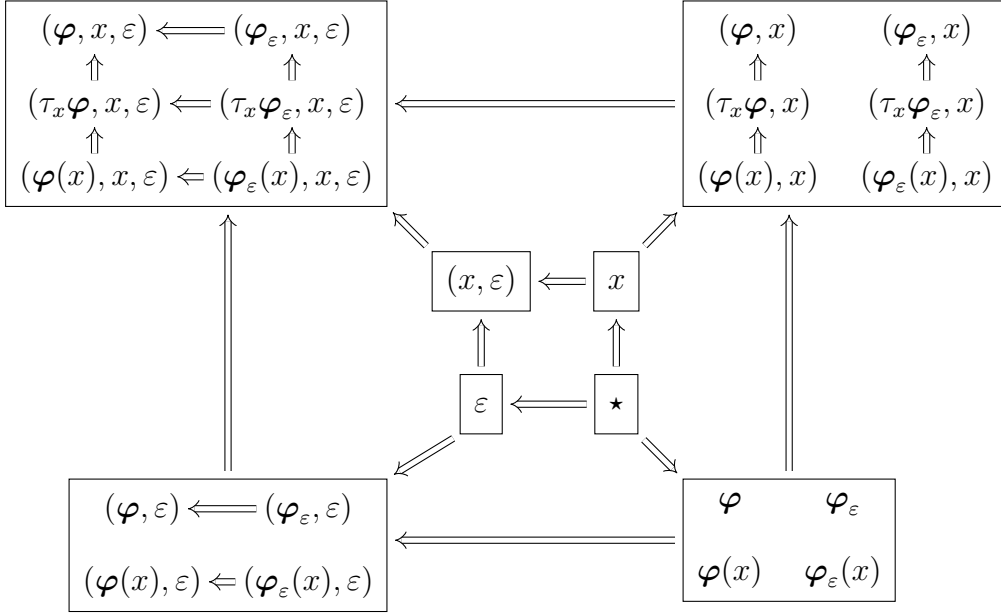 (𝝋, x, ε) ⇐ (𝝋_ε, x, ε)
(τ_x𝝋, x, ε) ⇐ (τ_x𝝋_ε, x, ε)
(𝝋(x), x, ε) ⇐ (𝝋_ε(x), x, ε)
(𝝋, x) (𝝋_ε, x)
(τ_x𝝋, x) (τ_x𝝋_ε, x)
(𝝋(x), x) (𝝋_ε(x), x)
(x, ε) ⇐ x
ε ⇐ ⋆
(𝝋, ε) ⇐ (𝝋_ε, ε)
(𝝋(x), ε) ⇐ (𝝋_ε(x), ε)
𝝋 𝝋_ε
𝝋(x) 𝝋_ε(x)